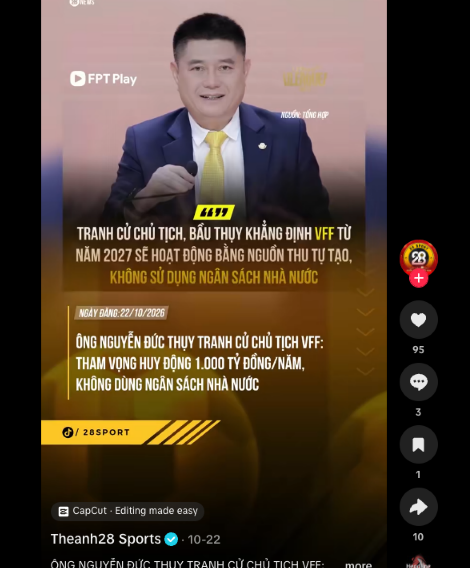 NEWS
FPT Play
NGUỒN: TỔNG HỢP
TRANH CỬ CHỦ TỊCH, BẦU THỤY KHẲNG ĐỊNH VFF TỪ
NĂM 2027 SẼ HOẠT ĐỘNG BẰNG NGUỒN THU TỰ TẠO,
KHÔNG SỬ DỤNG NGÂN SÁCH NHÀ NƯỚC
NGÀY ĐĂNG:22/10/2026
ÔNG NGUYỄN ĐỨC THỤY TRANH CỬ CHỦ TỊCH VFF:
THAM VỌNG HUY ĐỘNG 1.000 TỶ ĐỒNG/NĂM,
KHÔNG DÙNG NGÂN SÁCH NHÀ NƯỚC
/ 28SPORT
28
95
3
1
10
CapCut · Editing made easy
Theanh28 Sports · 10-22
ÔNG NGUYỄN ĐỨC THỤY TRANH CỬ CHỦ TỊCH VFF: more